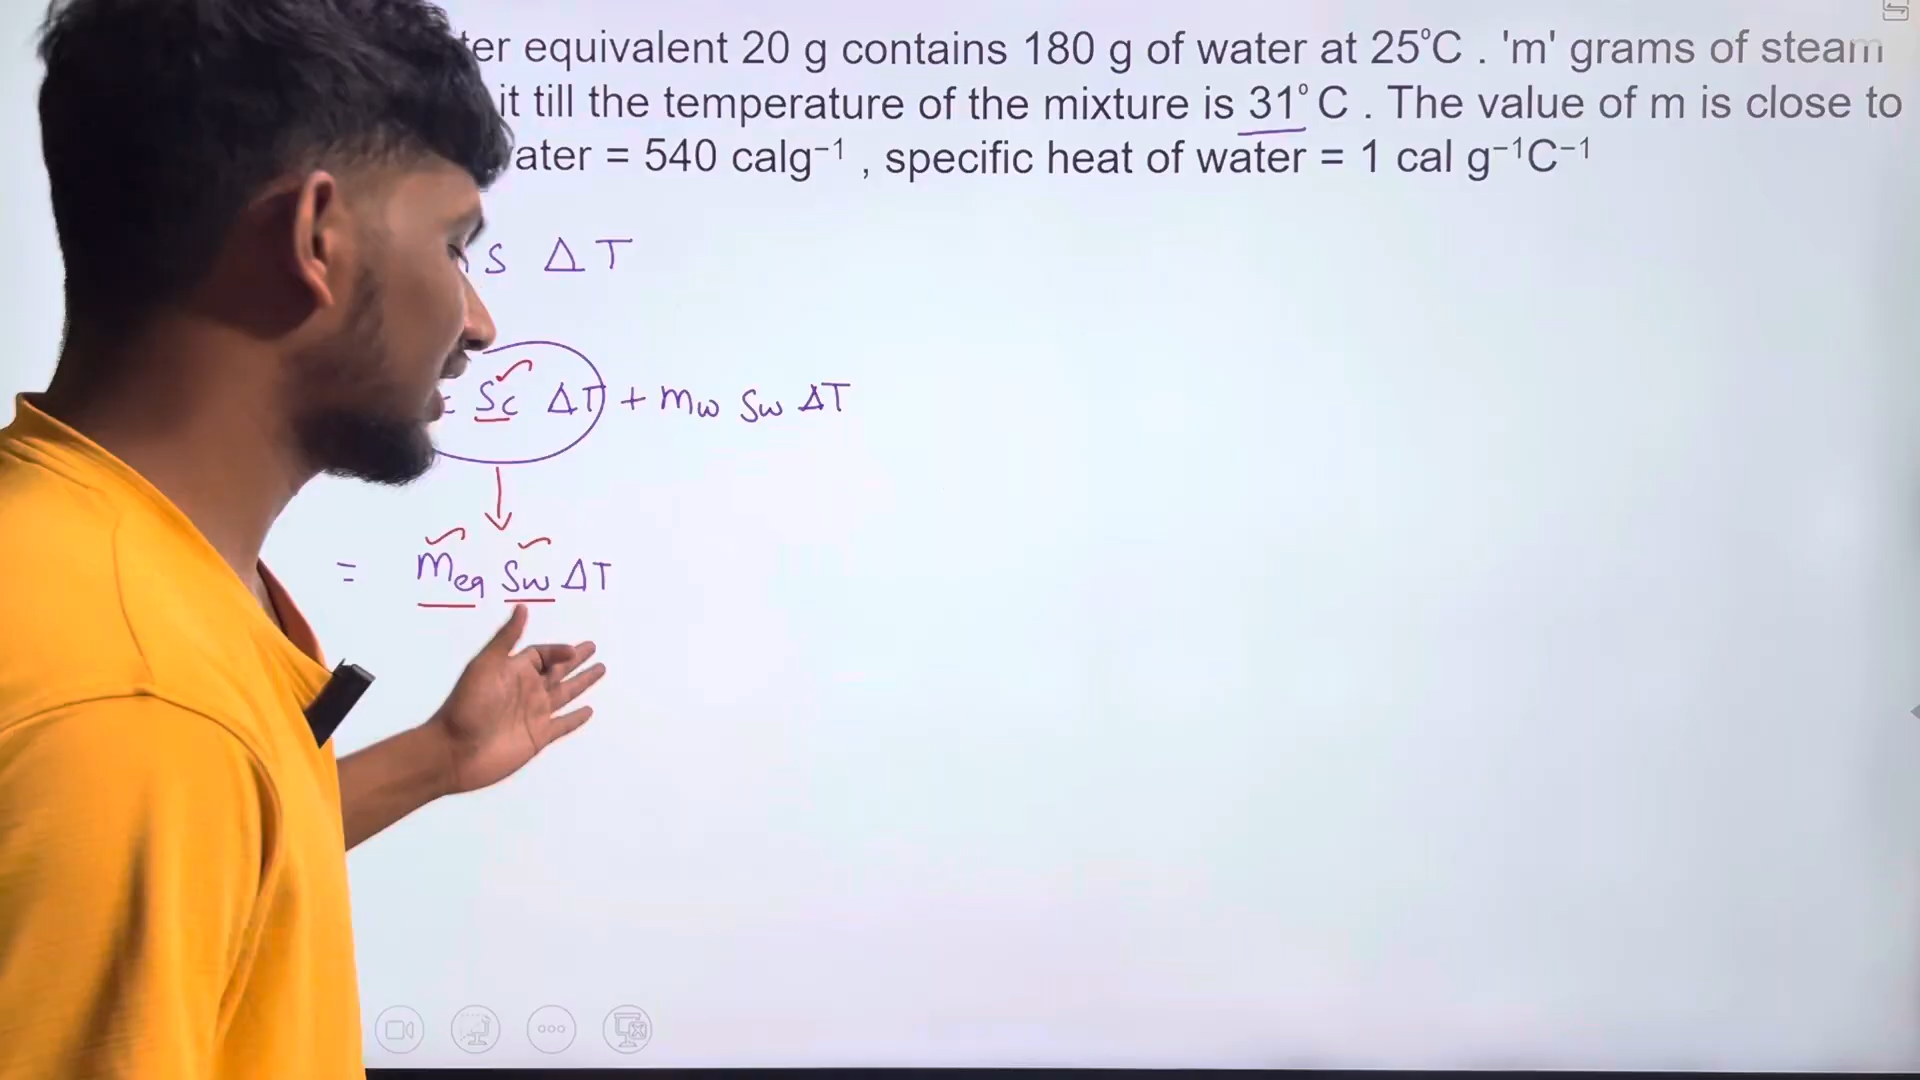 equivalent 20 g contains 180 g of water at 25°C . 'm' grams of steam
it till the temperature of the mixture is 31° C . The value of m is close to
= 540 calg⁻¹ , specific heat of water = 1 cal g⁻¹C⁻¹
s ΔT
Sc ΔT + mw Sw ΔT
= meq Sw ΔT